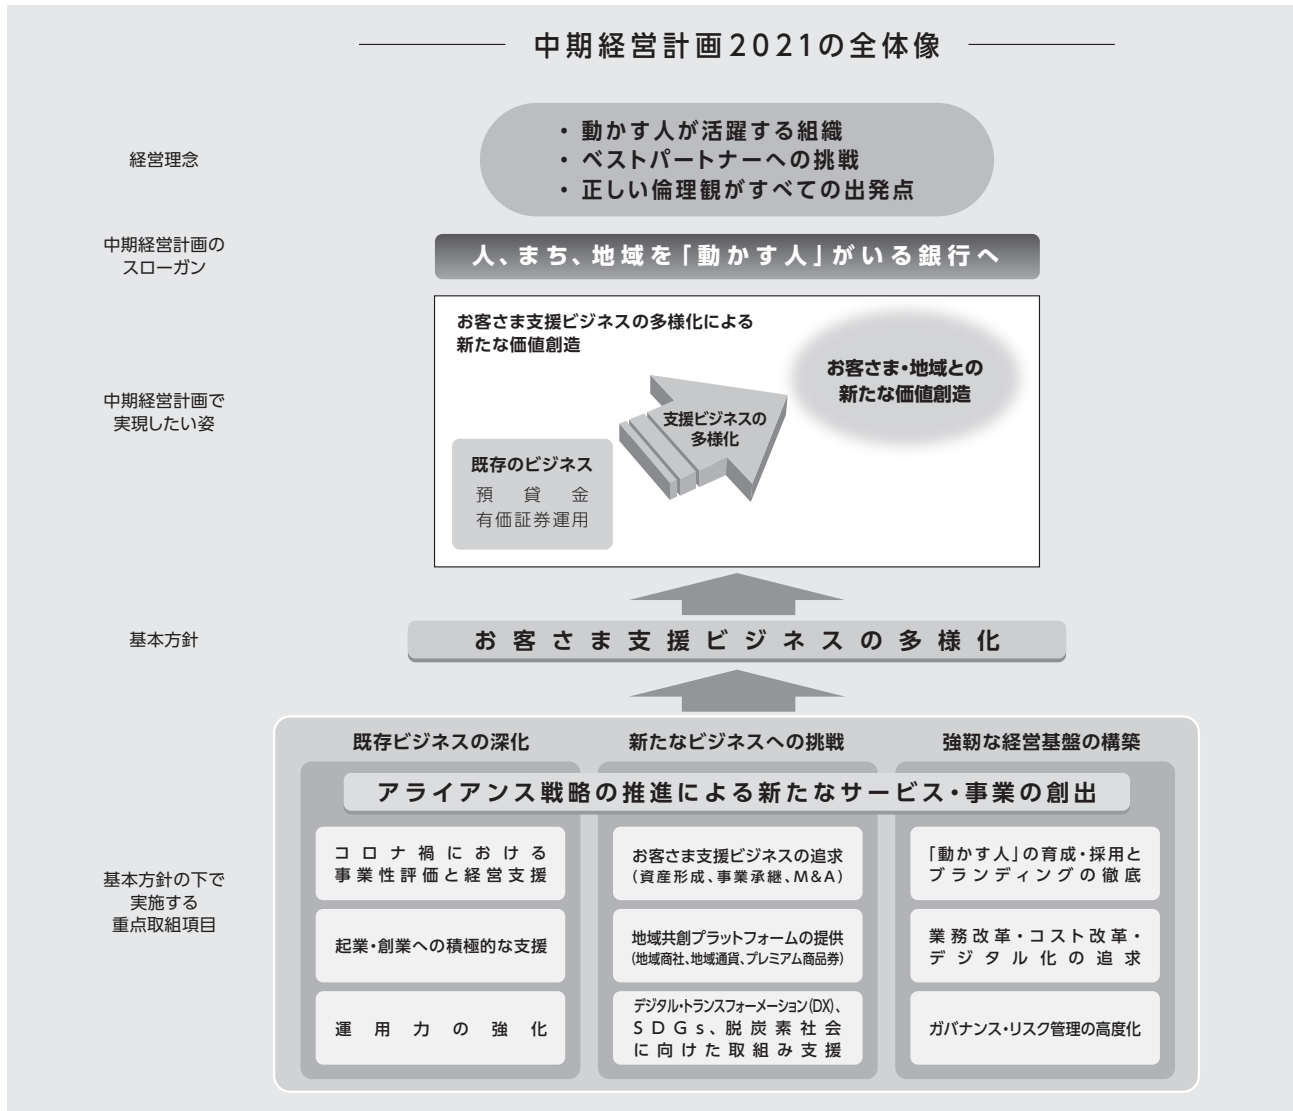 中期経営計画2021の全体像
経営理念
・動かす人が活躍する組織
・ベストパートナーへの挑戦
・正しい倫理観がすべての出発点
中期経営計画の
スローガン
人、まち、地域を「動かす人」がいる銀行へ
中期経営計画で
実現したい姿
お客さま支援ビジネスの多様化による
新たな価値創造
お客さま・地域との
新たな価値創造
支援ビジネスの
多様化
既存のビジネス
預貸金
有価証券運用
基本方針
お客さま支援ビジネスの多様化
基本方針の下で
実施する
重点取組項目
既存ビジネスの深化
新たなビジネスへの挑戦
強靭な経営基盤の構築
アライアンス戦略の推進による新たなサービス・事業の創出
コロナ禍における
事業性評価と経営支援
起業・創業への積極的な支援
運用力の強化
お客さま支援ビジネスの追求
(資産形成、事業承継、M&A)
地域共創プラットフォームの提供
(地域商社、地域通貨、プレミアム商品券)
デジタル・トランスフォーメーション(DX)、
SDGs、脱炭素社会
に向けた取組み支援
「動かす人」の育成・採用と
ブランディングの徹底
業務改革・コスト改革・
デジタル化の追求
ガバナンス・リスク管理の高度化